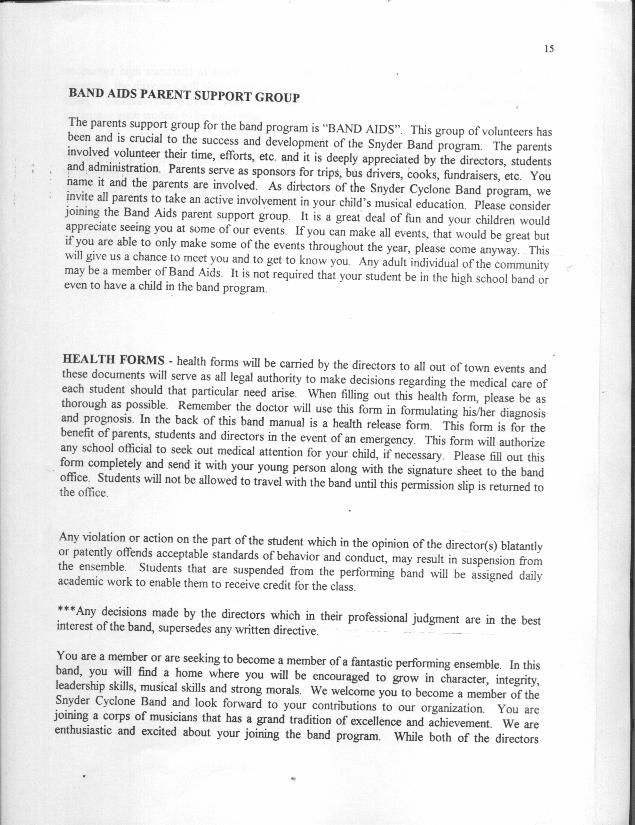 15
BAND AIDS PARENT SUPPORT GROUP
The parents support group for the band program is "BAND AIDS". This group of volunteers has
been and is crucial to the success and development of the Snyder Band program. The parents
involved volunteer their time, efforts, etc. and it is deeply appreciated by the directors, students
and administration. Parents serve as sponsors for trips, bus drivers, cooks, fundraisers, etc. You
name it and the parents are involved. As directors of the Snyder Cyclone Band program, we
invite all parents to take an active involvement in your child's musical education. Please consider
joining the Band Aids parent support group. It is a great deal of fun and your children would
appreciate seeing you at some of our events. If you can make all events, that would be great but
if you are able to only make some of the events throughout the year, please come anyway. This
will give us a chance to meet you and to get to know you. Any adult individual of the community
may be a member of Band Aids. It is not required that your student be in the high school band or
even to have a child in the band program.
HEALTH FORMS - health forms will be carried by the directors to all out of town events and
these documents will serve as all legal authority to make decisions regarding the medical care of
each student should that particular need arise. When filling out this health form, please be as
thorough as possible. Remember the doctor will use this form in formulating his/her diagnosis
and prognosis. In the back of this band manual is a health release form. This form is for the
benefit of parents, students and directors in the event of an emergency. This form will authorize
any school official to seek out medical attention for your child, if necessary. Please fill out this
form completely and send it with your young person along with the signature sheet to the band
office. Students will not be allowed to travel with the band until this permission slip is returned to
the office.
Any violation or action on the part of the student which in the opinion of the director(s) blatantly
or patently offends acceptable standards of behavior and conduct, may result in suspension from
the ensemble. Students that are suspended from the performing band will be assigned daily
academic work to enable them to receive credit for the class.
***Any decisions made by the directors which in their professional judgment are in the best
interest of the band, supersedes any written directive.
You are a member or are seeking to become a member of a fantastic performing ensemble. In this
band, you will find a home where you will be encouraged to grow in character, integrity,
leadership skills, musical skills and strong morals. We welcome you to become a member of the
Snyder Cyclone Band and look forward to your contributions to our organization. You are
joining a corps of musicians that has a grand tradition of excellence and achievement. We are
enthusiastic and excited about your joining the band program. While both of the directors